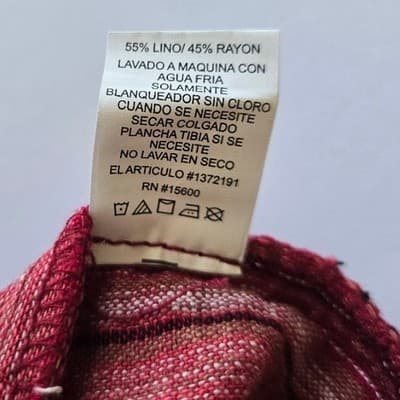 55% LINO/ 45% RAYON
LAVADO A MAQUINA CON
AGUA FRIA
SOLAMENTE
BLANQUEADOR SIN CLORO
CUANDO SE NECESITE
SECAR COLGADO
PLANCHA TIBIA SI SE
NECESITE
NO LAVAR EN SECO
EL ARTICULO #1372191
RN #15600